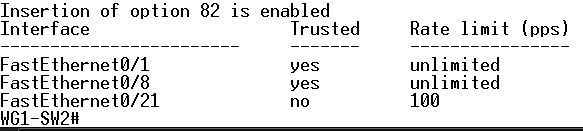 Insertion of option 82 is enabled
Interface                  Trusted     Rate limit (pps)
------------------------   -------     ----------------
FastEthernet0/1            yes         unlimited
FastEthernet0/8            yes         unlimited
FastEthernet0/21           no          100
WG1-SW2#